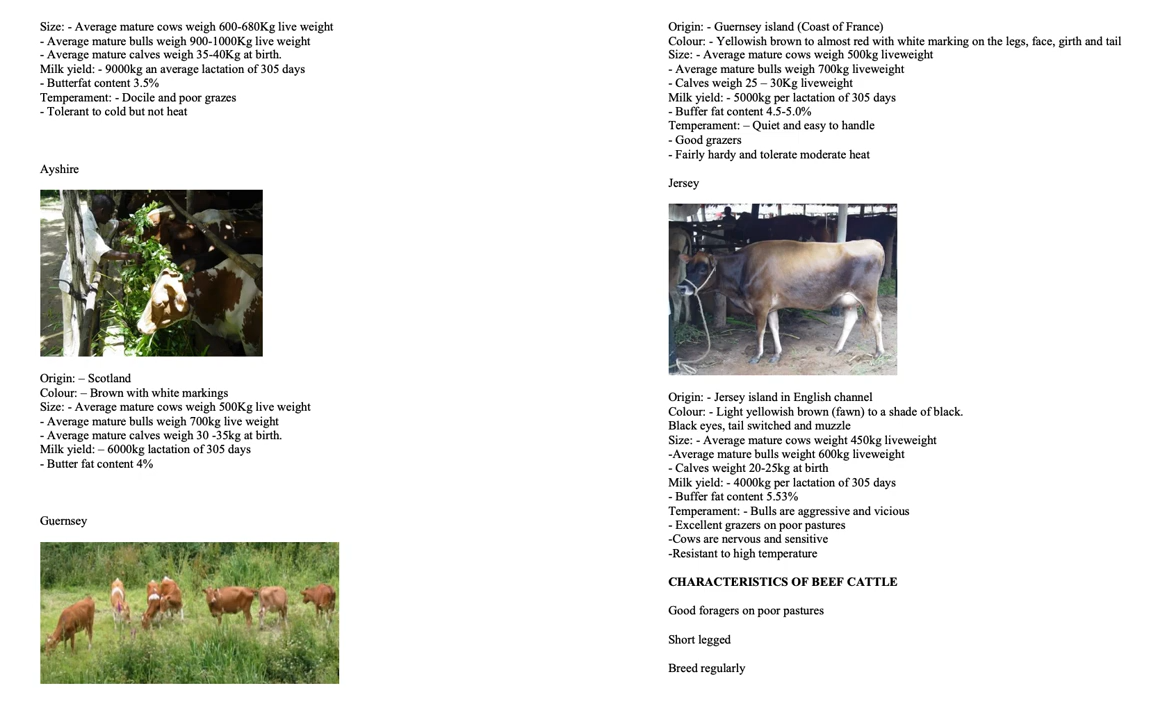 Size: - Average mature cows weigh 600-680Kg live weight
- Average mature bulls weigh 900-1000Kg live weight
- Average mature calves weigh 35-40Kg at birth.
Milk yield: - 9000kg an average lactation of 305 days
- Butterfat content 3.5%
Temperament: - Docile and poor grazes
- Tolerant to cold but not heat
Ayshire
Origin: – Scotland
Colour: – Brown with white markings
Size: - Average mature cows weigh 500Kg live weight
- Average mature bulls weigh 700kg live weight
- Average mature calves weigh 30 -35kg at birth.
Milk yield: – 6000kg lactation of 305 days
- Butter fat content 4%
Guernsey
Origin: - Guernsey island (Coast of France)
Colour: - Yellowish brown to almost red with white marking on the legs, face, girth and tail
Size: - Average mature cows weigh 500kg liveweight
- Average mature bulls weigh 700kg liveweight
- Calves weigh 25 – 30Kg liveweight
Milk yield: - 5000kg per lactation of 305 days
- Buffer fat content 4.5-5.0%
Temperament: – Quiet and easy to handle
- Good grazers
- Fairly hardy and tolerate moderate heat
Jersey
Origin: - Jersey island in English channel
Colour: - Light yellowish brown (fawn) to a shade of black.
Black eyes, tail switched and muzzle
Size: - Average mature cows weight 450kg liveweight
-Average mature bulls weight 600kg liveweight
- Calves weight 20-25kg at birth
Milk yield: - 4000kg per lactation of 305 days
- Buffer fat content 5.53%
Temperament: - Bulls are aggressive and vicious
- Excellent grazers on poor pastures
-Cows are nervous and sensitive
-Resistant to high temperature
CHARACTERISTICS OF BEEF CATTLE
Good foragers on poor pastures
Short legged
Breed regularly